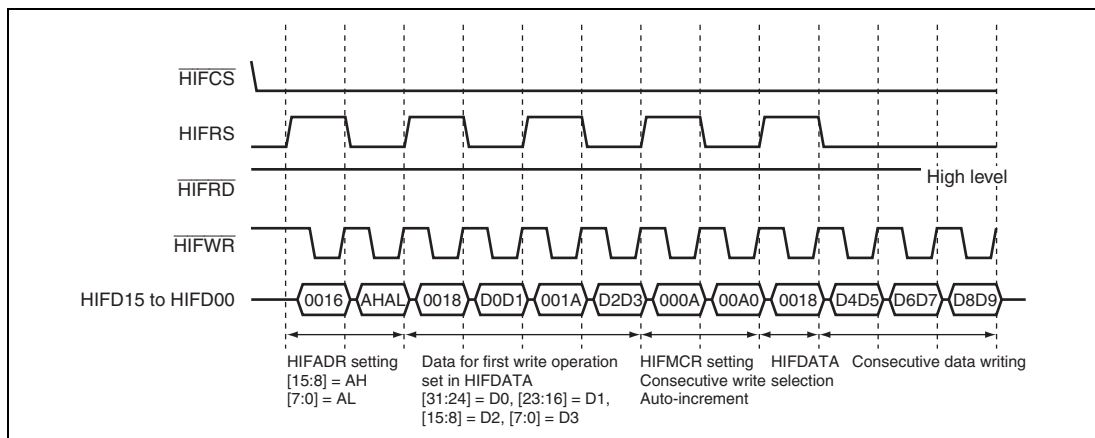 HIFCS
HIFRS
HIFRD
High level
HIFWR
HIFD15 to HIFD00
0016 AHAL 0018 D0D1 001A D2D3 000A 00A0 0018 D4D5 D6D7 D8D9
HIFADR setting
[15:8] = AH
[7:0] = AL
Data for first write operation
set in HIFDATA
[31:24] = D0, [23:16] = D1,
[15:8] = D2, [7:0] = D3
HIFMCR setting
Consecutive write
Auto-increment
HIFDATA
selection
Consecutive data writing